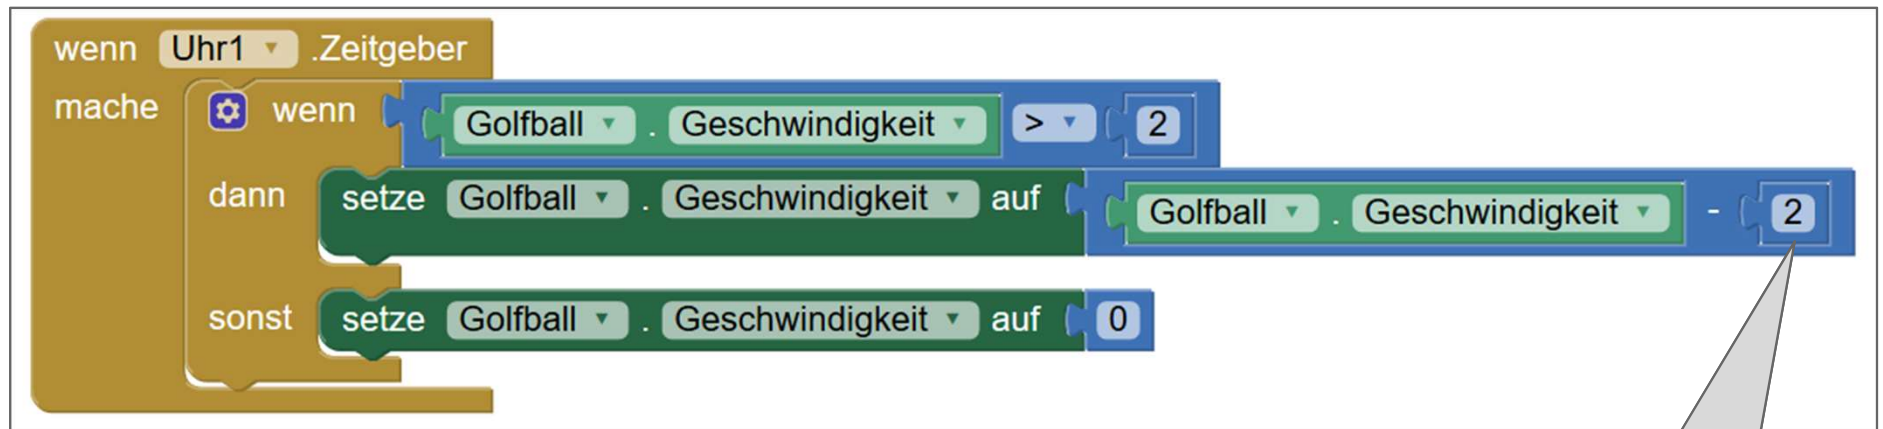 wenn Uhr1 .Zeitgeber
mache wenn Golfball . Geschwindigkeit > 2
dann setze Golfball . Geschwindigkeit auf Golfball . Geschwindigkeit - 2
sonst setze Golfball . Geschwindigkeit auf 0